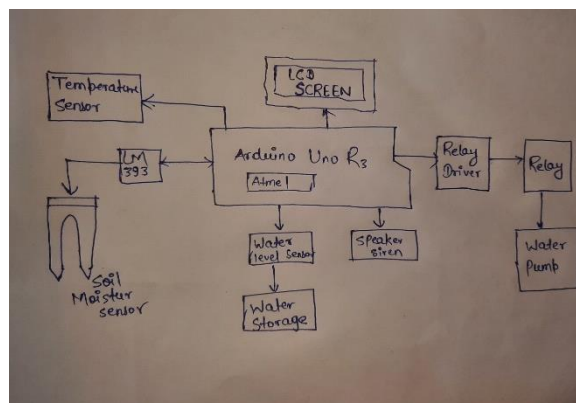 Temperature
Sensor
LCD
SCREEN
LM
393
Arduino Uno R3
Atmel
Relay
Driver
Relay
Water
level Sensor
Speaker
Siren
Water
Pump
Soil
Moistur
sensor
Water
Storage